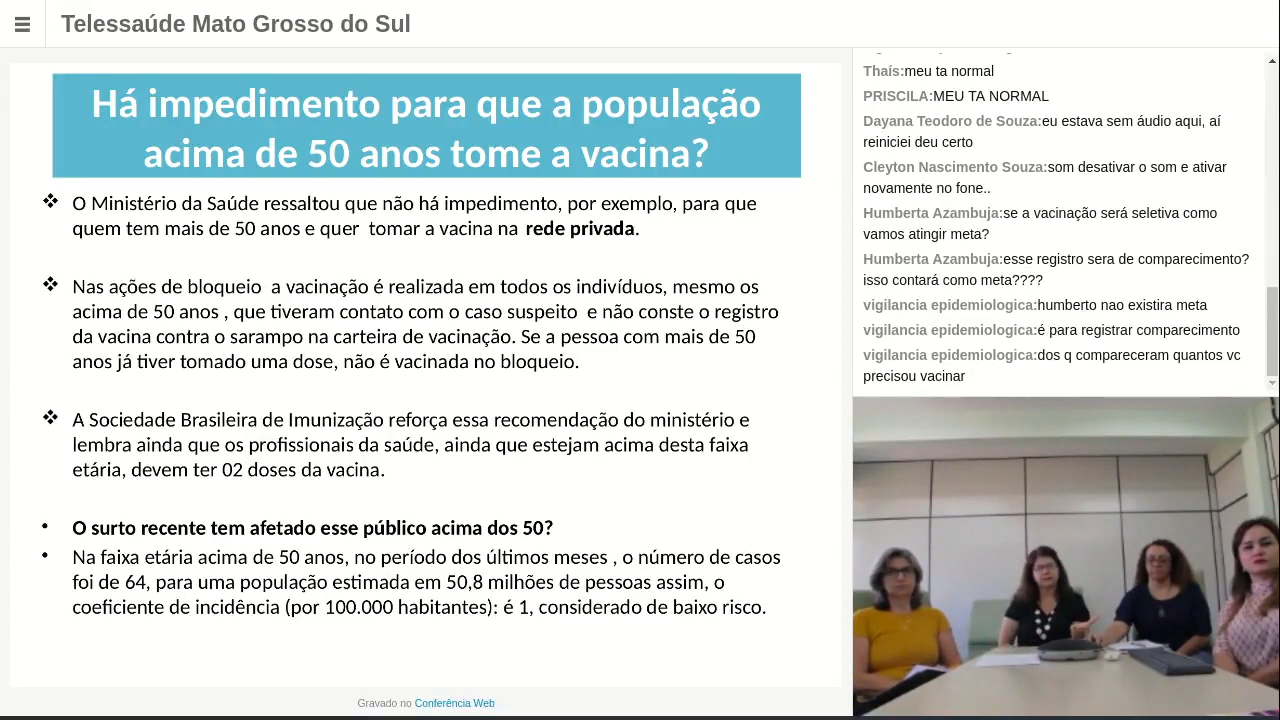 Telessaúde Mato Grosso do Sul
Há impedimento para que a população
acima de 50 anos tome a vacina?
❖ O Ministério da Saúde ressaltou que não há impedimento, por exemplo, para que
quem tem mais de 50 anos e quer tomar a vacina na rede privada.
❖ Nas ações de bloqueio a vacinação é realizada em todos os indivíduos, mesmo os
acima de 50 anos , que tiveram contato com o caso suspeito e não conste o registro
da vacina contra o sarampo na carteira de vacinação. Se a pessoa com mais de 50
anos já tiver tomado uma dose, não é vacinada no bloqueio.
❖ A Sociedade Brasileira de Imunização reforça essa recomendação do ministério e
lembra ainda que os profissionais da saúde, ainda que estejam acima desta faixa
etária, devem ter 02 doses da vacina.
• O surto recente tem afetado esse público acima dos 50?
• Na faixa etária acima de 50 anos, no período dos últimos meses , o número de casos
foi de 64, para uma população estimada em 50,8 milhões de pessoas assim, o
coeficiente de incidência (por 100.000 habitantes): é 1, considerado de baixo risco.
Gravado no Conferência Web
Thaís:meu ta normal
PRISCILA:MEU TA NORMAL
Dayana Teodoro de Souza:eu estava sem áudio aqui, aí
reiniciei deu certo
Cleyton Nascimento Souza:som desativar o som e ativar
novamente no fone..
Humberta Azambuja:se a vacinação será seletiva como
vamos atingir meta?
Humberta Azambuja:esse registro sera de comparecimento?
isso contará como meta????
vigilancia epidemiologica:humberto nao existira meta
vigilancia epidemiologica:é para registrar comparecimento
vigilancia epidemiologica:dos q compareceram quantos vc
precisou vacinar